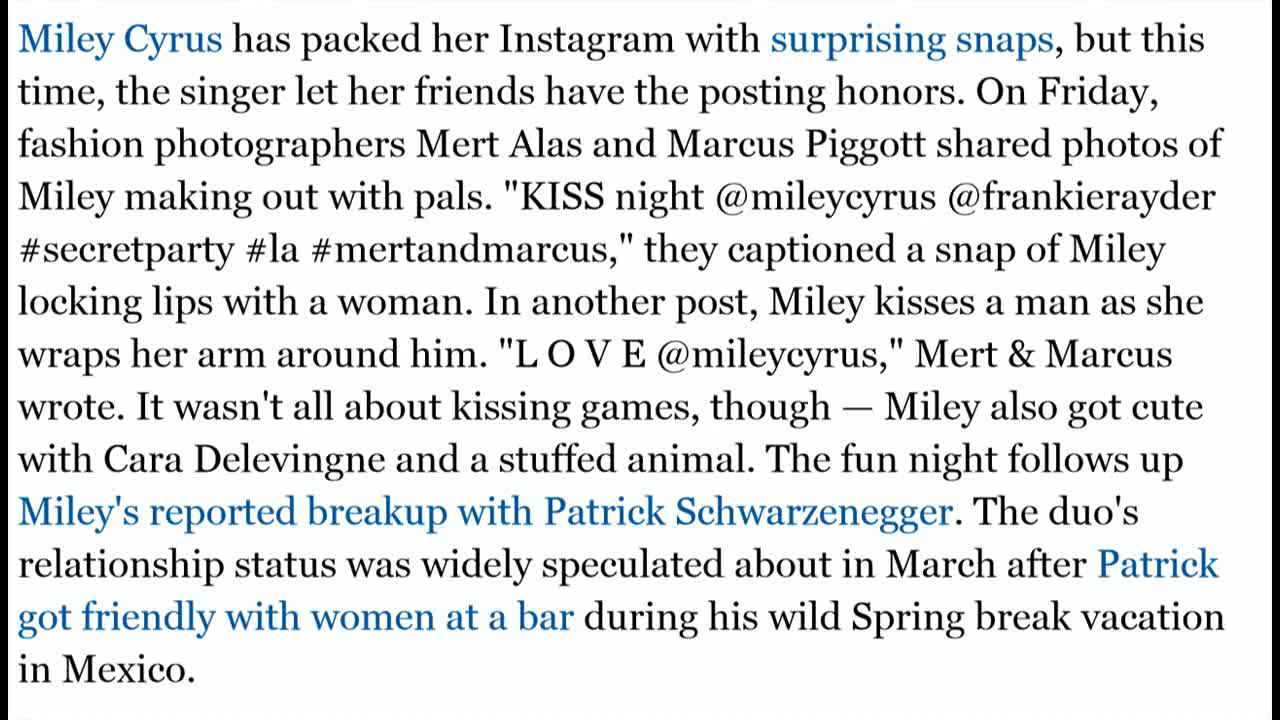 Miley Cyrus has packed her Instagram with surprising snaps, but this
time, the singer let her friends have the posting honors. On Friday,
fashion photographers Mert Alas and Marcus Piggott shared photos of
Miley making out with pals. "KISS night @mileycyrus @frankierayder
#secretparty #la #mertandmarcus," they captioned a snap of Miley
locking lips with a woman. In another post, Miley kisses a man as she
wraps her arm around him. "L O V E @mileycyrus," Mert & Marcus
wrote. It wasn't all about kissing games, though — Miley also got cute
with Cara Delevingne and a stuffed animal. The fun night follows up
Miley's reported breakup with Patrick Schwarzenegger. The duo's
relationship status was widely speculated about in March after Patrick
got friendly with women at a bar during his wild Spring break vacation
in Mexico.